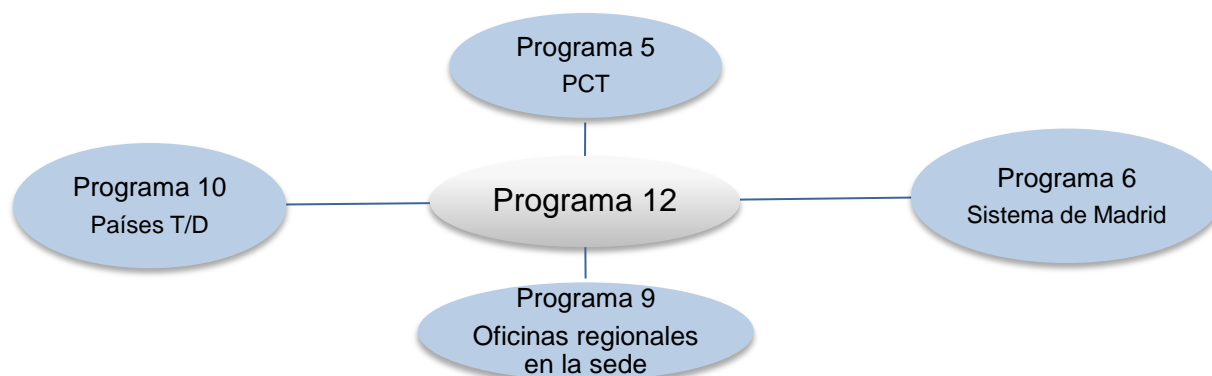 Programa 5
PCT
Programa 10
Países T/D
Programa 12
Programa 6
Sistema de Madrid
Programa 9
Oficinas regionales
en la sede